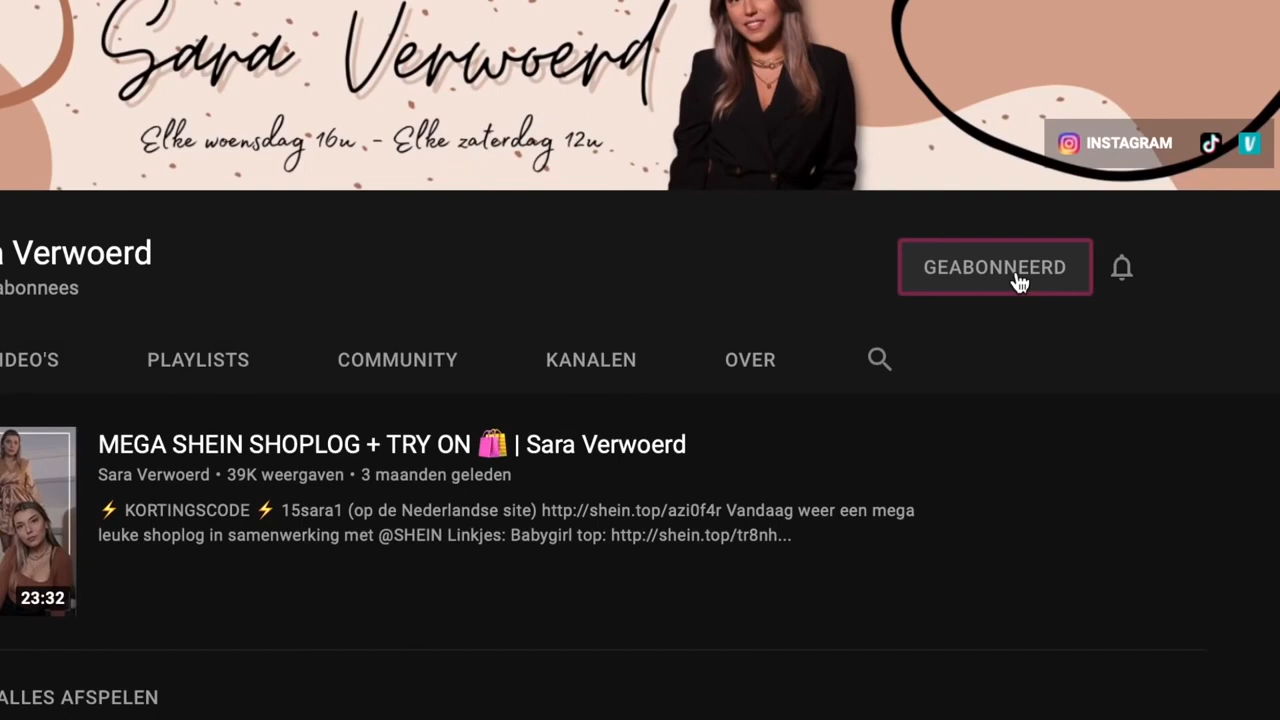 Sara Verwoerd
Elke woensdag 16u - Elke zaterdag 12u
INSTAGRAM
Verwoerd
GEABONNEERD
abonnees
PLAYLISTS
COMMUNITY
KANALEN
OVER
MEGA SHEIN SHOPLOG + TRY ON 🛍️ | Sara Verwoerd
Sara Verwoerd • 39K weergaven • 3 maanden geleden
⚡ KORTINGSCODE ⚡ 15sara1 (op de Nederlandse site) http://shein.top/azi0f4r Vandaag weer een mega
leuke shoplog in samenwerking met @SHEIN Linkjes: Babygirl top: http://shein.top/tr8nh...
23:32
ALLES AFSPELEN